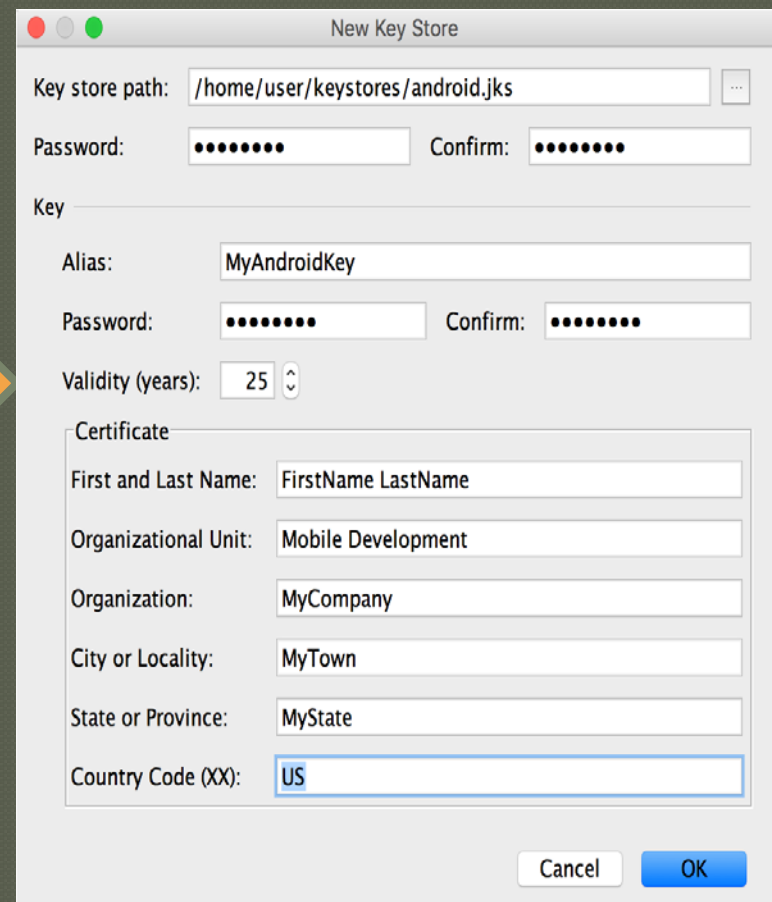 New Key Store
Key store path: /home/user/keystores/android.jks ...
Password: •••••••• Confirm: ••••••••
Key
Alias: MyAndroidKey
Password: •••••••• Confirm: ••••••••
Validity (years): 25
Certificate
First and Last Name: FirstName LastName
Organizational Unit: Mobile Development
Organization: MyCompany
City or Locality: MyTown
State or Province: MyState
Country Code (XX): US
Cancel OK